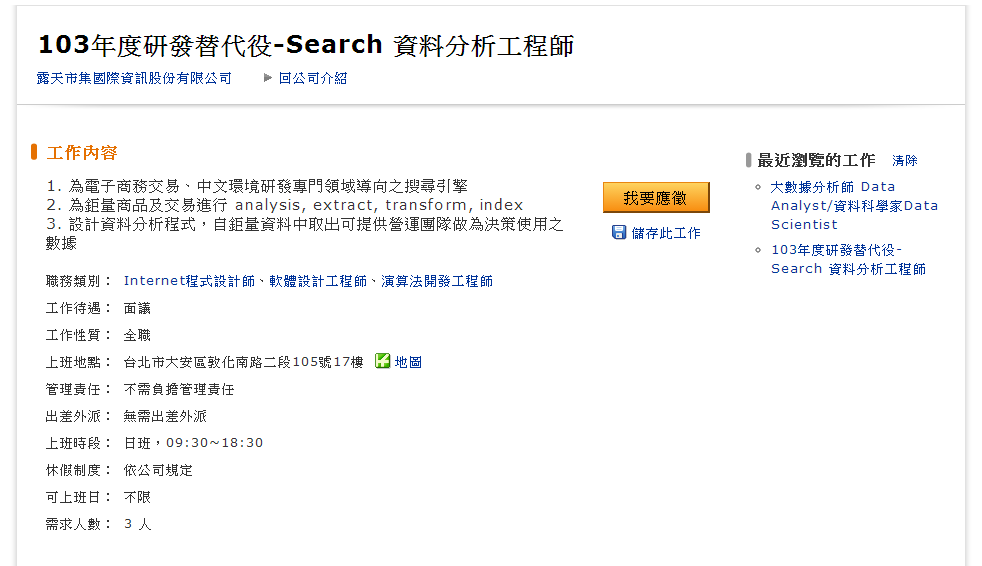 103年度研發替代役-Search 資料分析工程師
露天市集國際資訊股份有限公司 回公司介紹
工作內容
1. 為電子商務交易、中文環境研發專門領域導向之搜尋引擎
2. 為鉅量商品及交易進行 analysis, extract, transform, index
3. 設計資料分析程式，自鉅量資料中取出可提供營運團隊做為決策使用之
數據
職務類別： Internet程式設計師、軟體設計工程師、演算法開發工程師
工作待遇： 面議
工作性質： 全職
上班地點： 台北市大安區敦化南路二段105號17樓 地圖
管理責任： 不需負擔管理責任
出差外派： 無需出差外派
上班時段： 日班，09:30~18:30
休假制度： 依公司規定
可上班日： 不限
需求人數： 3 人
我要應徵
儲存此工作
最近瀏覽的工作 清除
大數據分析師 Data
Analyst/資料科學家Data
Scientist
103年度研發替代役-
Search 資料分析工程師